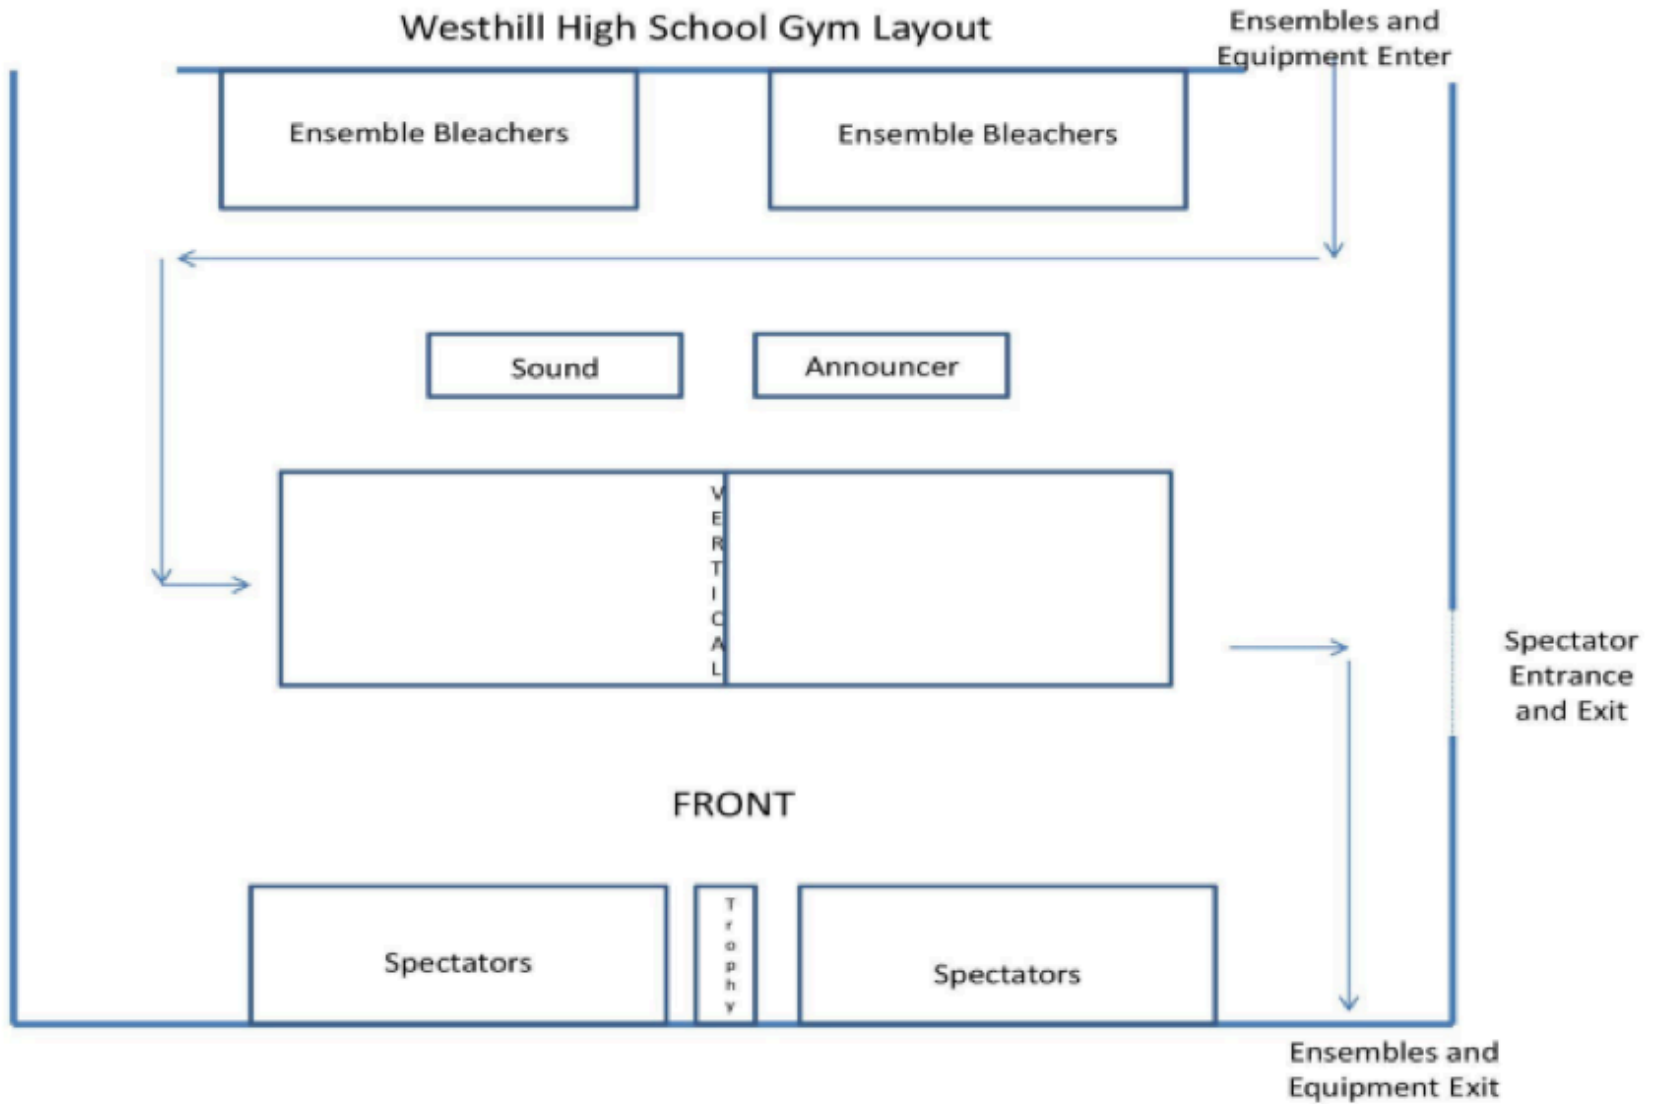 Westhill High School Gym Layout
Ensembles and
Equipment Enter
Ensemble Bleachers
Ensemble Bleachers
Sound
Announcer
VERTICAL
Spectator
Entrance
and Exit
FRONT
Spectators
Trophy
Spectators
Ensembles and
Equipment Exit